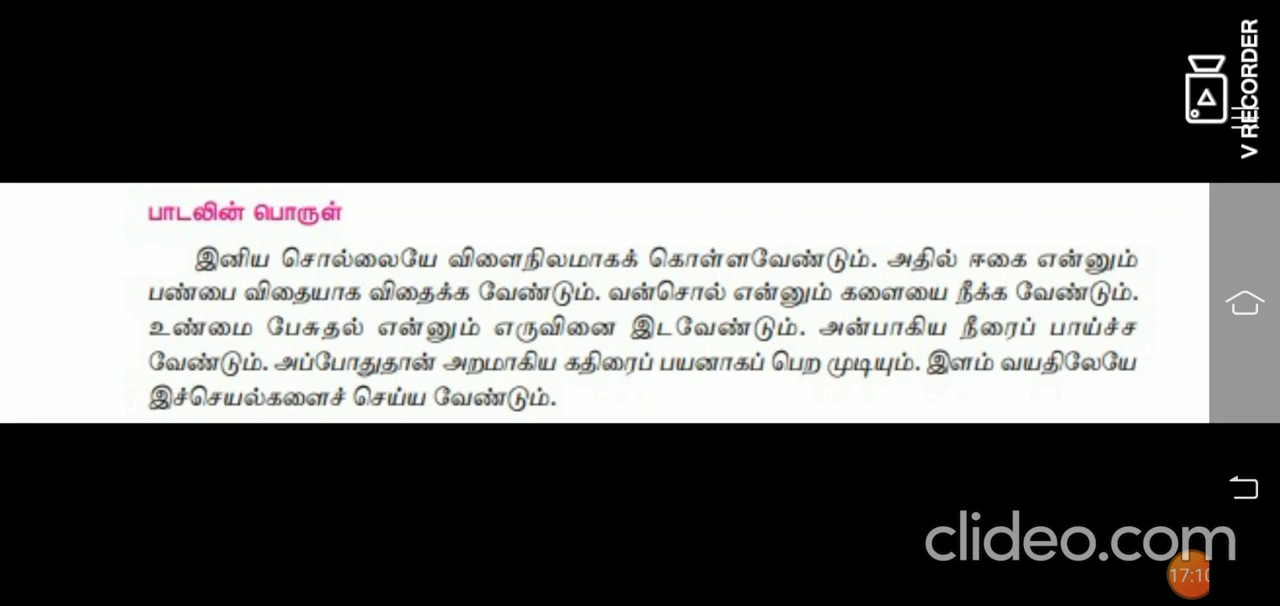 V RECORDER
பாடலின் பொருள்
இனிய சொல்லையே விளைநிலமாகக் கொள்ளவேண்டும். அதில் ஈகை என்னும்
பண்பை விதையாக விதைக்க வேண்டும். வன்சொல் என்னும் களையை நீக்க வேண்டும்.
உண்மை பேசுதல் என்னும் எருவினை இடவேண்டும். அன்பாகிய நீரைப் பாய்ச்ச
வேண்டும். அப்போதுதான் அறமாகிய கதிரைப் பயனாகப் பெற முடியும். இளம் வயதிலேயே
இச்செயல்களைச் செய்ய வேண்டும்.
clideo.com
17:10